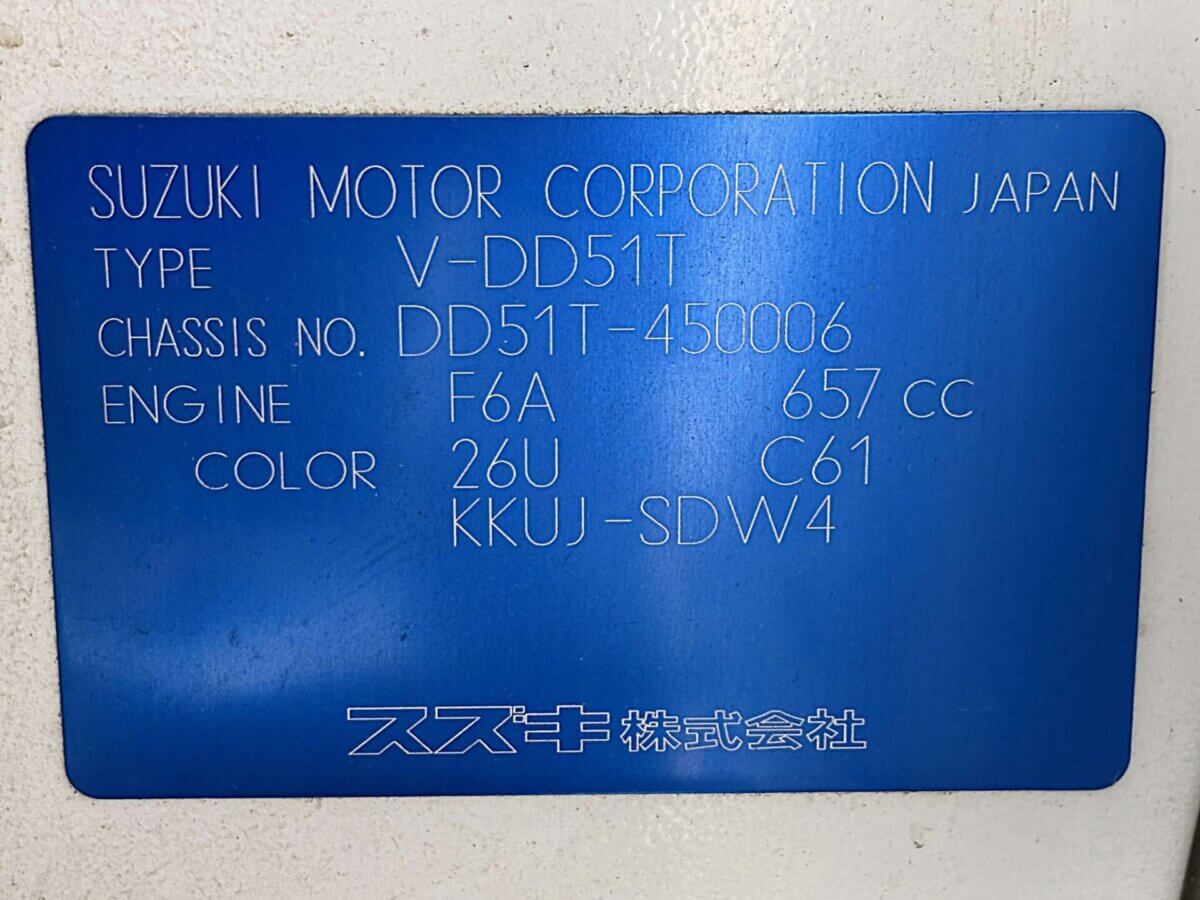 SUZUKI MOTOR CORPORATION JAPAN
TYPE V-DD51T
CHASSIS NO. DD51T-450006
ENGINE F6A 657 CC
COLOR 26U C61
KKUJ-SDW4
スズキ株式会社